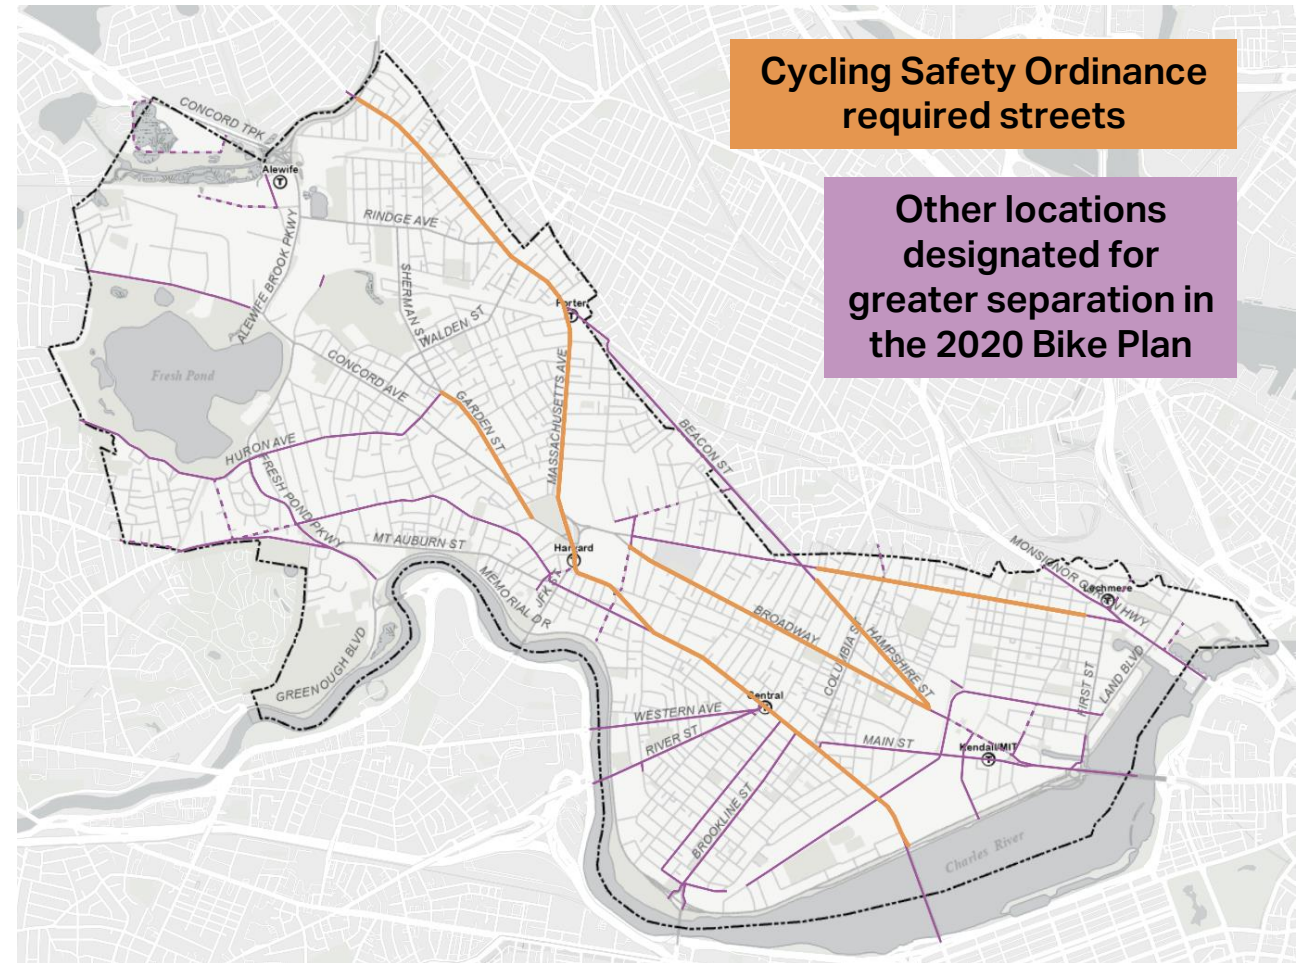 Cycling Safety Ordinance
required streets
Other locations
designated for
greater separation in
the 2020 Bike Plan
CONCORD TPK
Alewife
T
RINDGE AVE
ALEWIFE BROOK PKWY
SHERMAN ST
WALDEN ST
Porter
T
Fresh Pond
CONCORD AVE
GARDEN ST
MASSACHUSETTS AVE
BEACON ST
HURON AVE
FRESH POND PKWY
MT AUBURN ST
Harvard
T
MEMORIAL DR
JFK ST
MONSIGNOR OBRIEN HWY
Lechmere
T
BROADWAY
COLUMBIA ST
HAMPSHIRE ST
GREENOUGH BLVD
FIRST ST
LAND BLVD
Central
T
WESTERN AVE
RIVER ST
MAIN ST
Kendall/MIT
T
BROOKLINE ST
Charles River